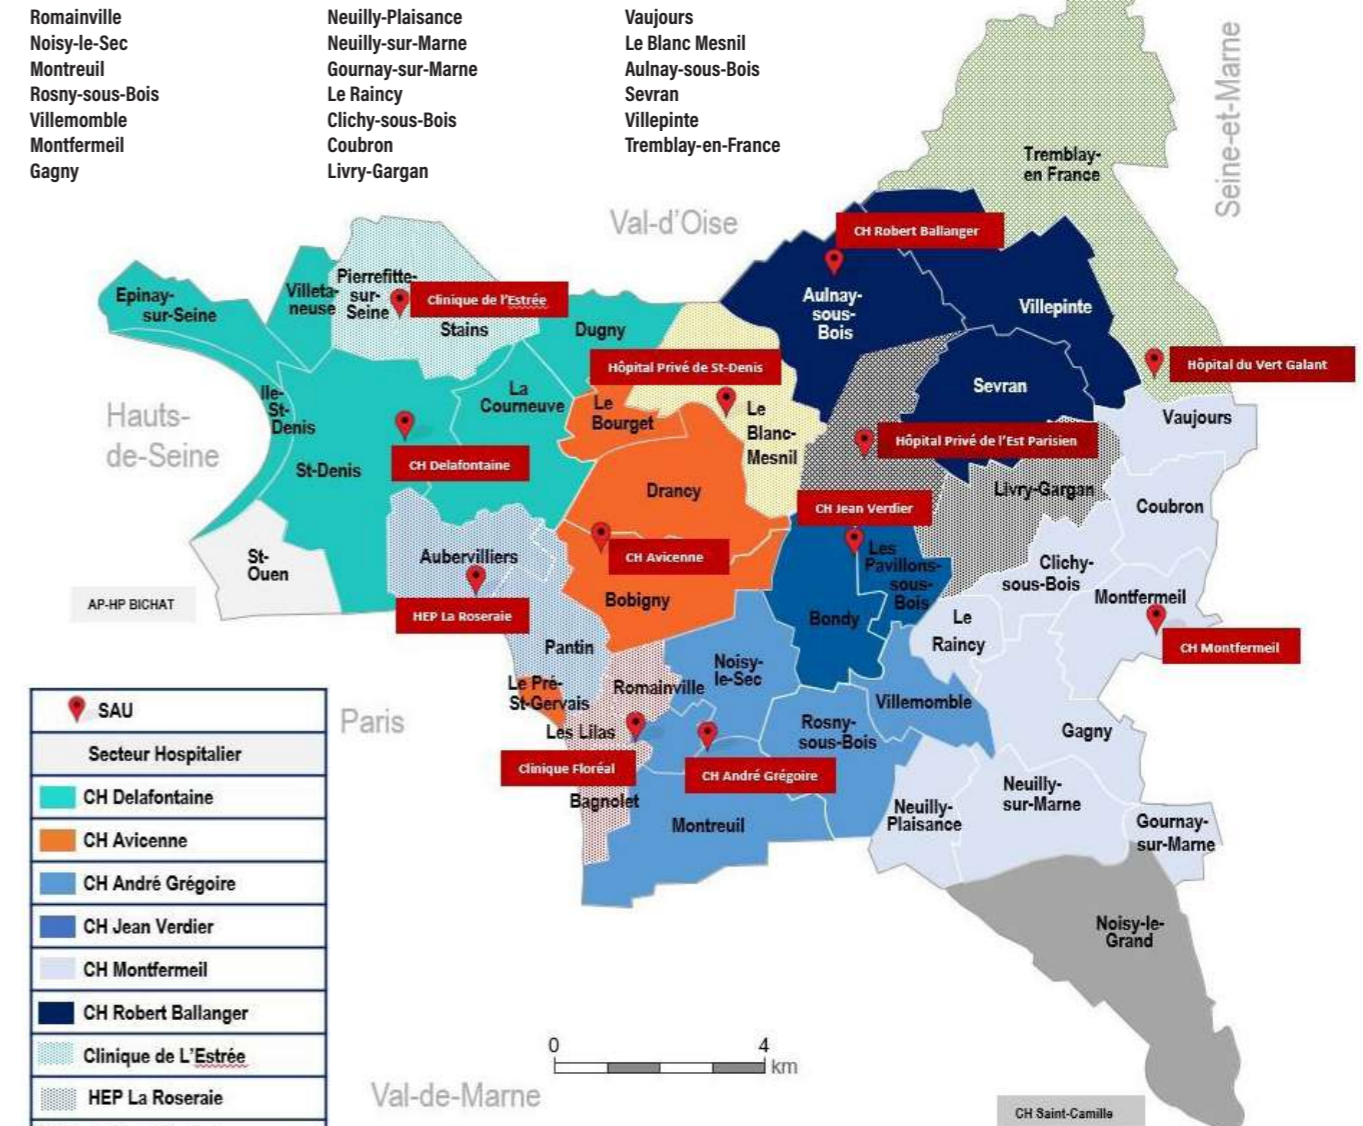 Romainville
Noisy-le-Sec
Montreuil
Rosny-sous-Bois
Villemomble
Montfermeil
Gagny
Neuilly-Plaisance
Neuilly-sur-Marne
Gournay-sur-Marne
Le Raincy
Clichy-sous-Bois
Coubron
Livry-Gargan
Vaujours
Le Blanc Mesnil
Aulnay-sous-Bois
Sevran
Villepinte
Tremblay-en-France
Seine-et-Marne
Tremblay-
en France
Val-d'Oise
CH Robert Ballanger
Epinay-
sur-Seine
Villeta-
neuse
Pierrefitte-
sur-
Seine
Clinique de l'Estrée
Stains
Dugny
Aulnay-
sous-
Bois
Villepinte
Hôpital Privé de St-Denis
Hôpital du Vert Galant
Hauts-
de-Seine
Ile-
St-
Denis
La
Courneuve
Le
Bourget
Le
Blanc-
Mesnil
Sevran
Vaujours
Hôpital Privé de l'Est Parisien
St-Denis
CH Delafontaine
Drancy
CH Jean Verdier
Livry-Gargan
Coubron
St-
Ouen
Aubervilliers
CH Avicenne
Les
Pavillons-
sous-
Bois
Clichy-
sous-Bois
AP-HP BICHAT
HEP La Roseraie
Bobigny
Bondy
Montfermeil
Le
Raincy
CH Montfermeil
Pantin
Noisy-
le-Sec
Le Pré-
St-Gervais
Romainville
Villemomble
Paris
Les Lilas
Rosny-
sous-Bois
Gagny
Clinique Floréal
CH André Grégoire
Bagnolet
Montreuil
Neuilly-
Plaisance
Neuilly-
sur-Marne
Gournay-
sur-Marne
Noisy-le-
Grand
SAU
Secteur Hospitalier
CH Delafontaine
CH Avicenne
CH André Grégoire
CH Jean Verdier
CH Montfermeil
CH Robert Ballanger
Clinique de L'Estrée
HEP La Roseraie
0 4
km
Val-de-Marne
CH Saint-Camille